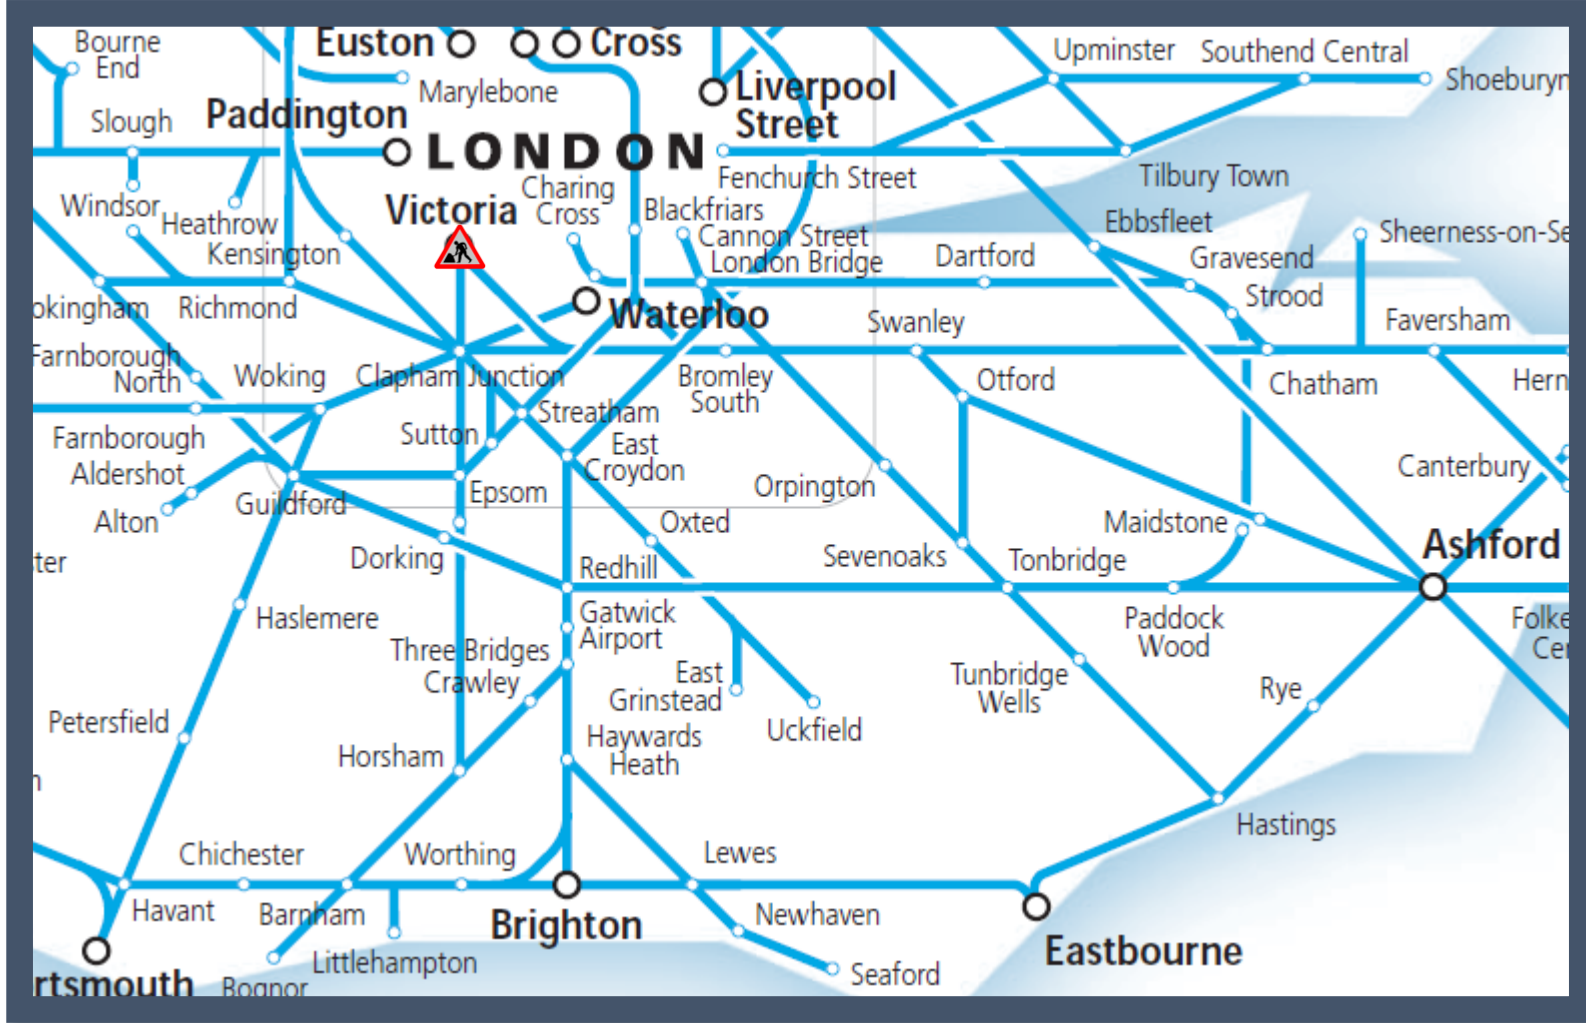 Bourne
End
Euston
Cross
Upminster
Southend Central
Shoeburyn
Marylebone
Liverpool
Street
Slough
Paddington
LONDON
Fenchurch Street
Tilbury Town
Windsor
Heathrow
Kensington
Victoria
Charing
Cross
Blackfriars
Cannon Street
London Bridge
Dartford
Ebbsfleet
Gravesend
Strood
Sheerness-on-Se
okingham
Richmond
Waterloo
Swanley
Faversham
Farnborough
North
Woking
Clapham Junction
Bromley
South
Otford
Chatham
Hern
Farnborough
Aldershot
Alton
Guildford
Sutton
Streatham
East
Croydon
Epsom
Orpington
Canterbury
Oxted
Maidstone
Ashford
ter
Dorking
Redhill
Sevenoaks
Tonbridge
Haslemere
Gatwick
Airport
Paddock
Wood
Folke
Cen
Three Bridges
Crawley
East
Grinstead
Uckfield
Tunbridge
Wells
Rye
Petersfield
Horsham
Haywards
Heath
Hastings
Chichester
Worthing
Lewes
Havant
Barnham
Brighton
Newhaven
Littlehampton
Eastbourne
rtsmouth
Bognor
Seaford